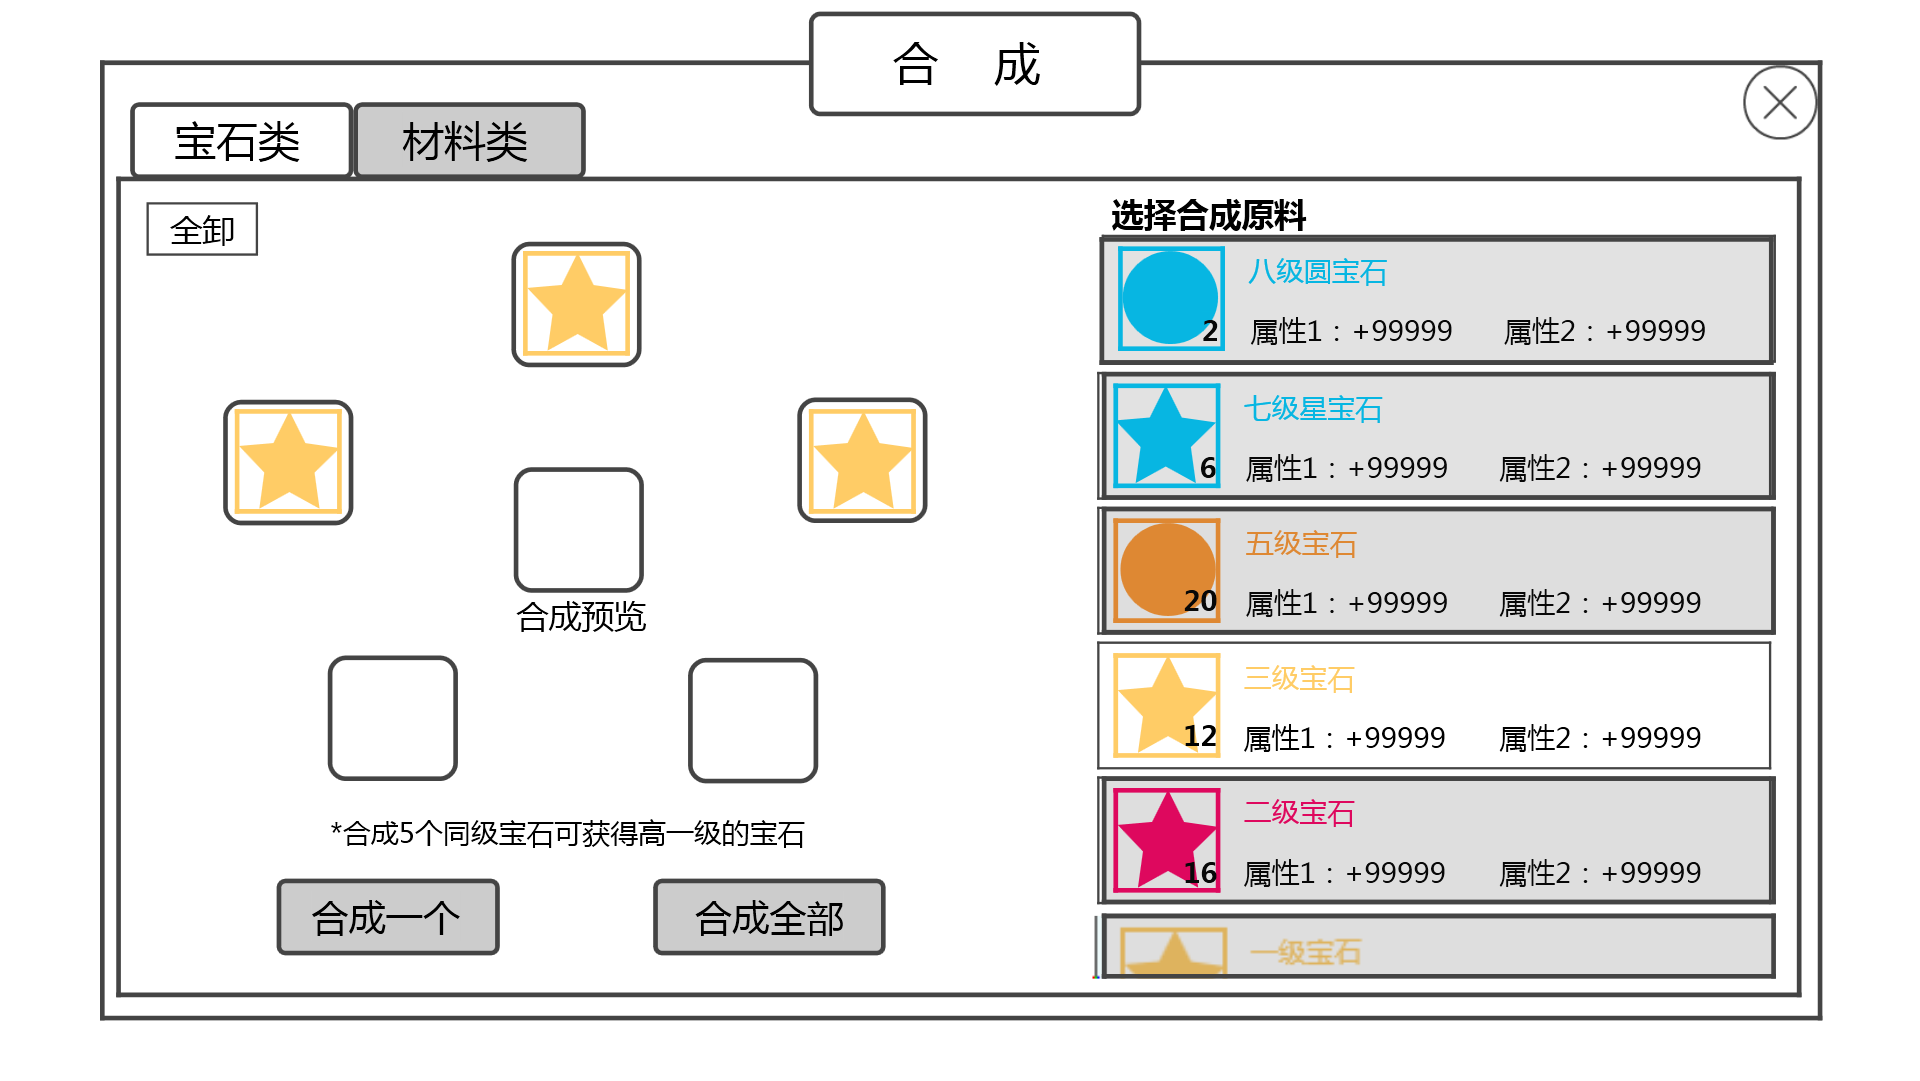 合 成
宝石类 材料类
全卸
合成预览
*合成5个同级宝石可获得高一级的宝石
合成一个 合成全部
选择合成原料
八级圆宝石
2 属性1：+99999 属性2：+99999
七级星宝石
6 属性1：+99999 属性2：+99999
五级宝石
20 属性1：+99999 属性2：+99999
三级宝石
12 属性1：+99999 属性2：+99999
二级宝石
16 属性1：+99999 属性2：+99999
一级宝石